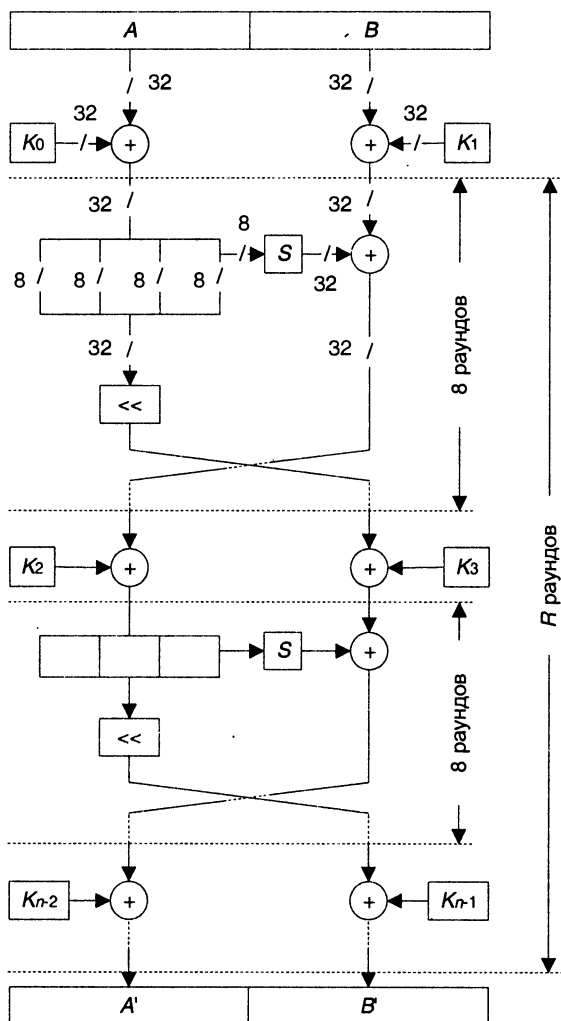 A B
32 32
32 32
K0 + + K1
32 32
8
S +
8 8 8 8
32
32 32
<<
8 раундов
K2 + + K3
R раундов
S +
<<
8 раундов
Kn-2 + + Kn-1
A' B'